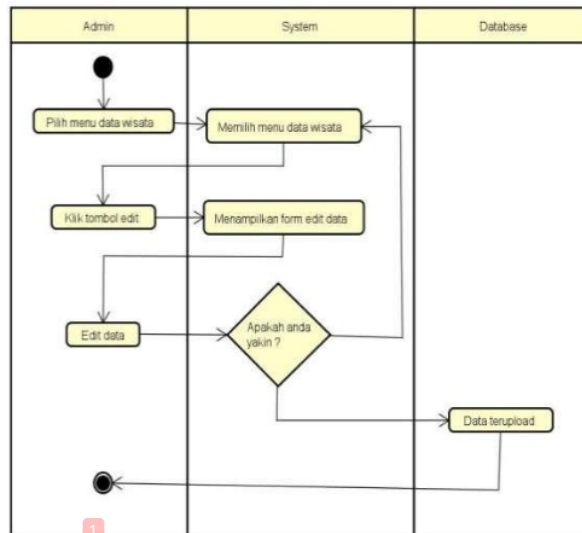 Admin
System
Database
Pilih menu data wisata
Memilih menu data wisata
Klik tombol edit
Menampilkan form edit data
Edit data
Apakah anda
yakin ?
Data terupload
1